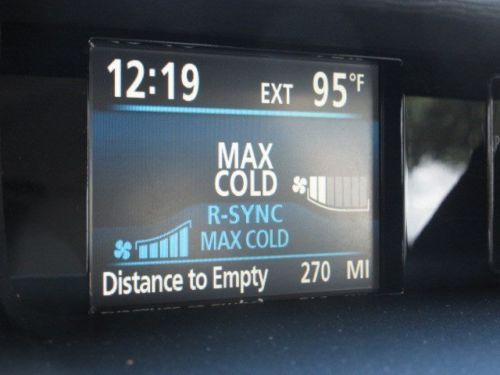 12:19 EXT 95°F
MAX
COLD
R-SYNC
MAX COLD
Distance to Empty 270 MI